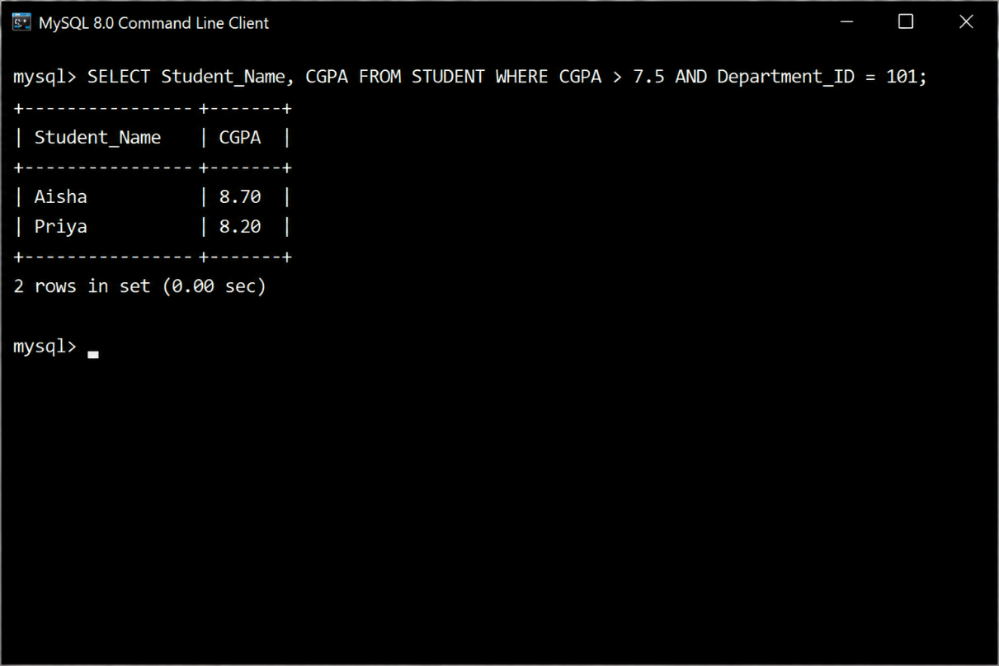 MySQL 8.0 Command Line Client
mysql> SELECT Student_Name, CGPA FROM STUDENT WHERE CGPA > 7.5 AND Department_ID = 101;
+----------------+-------+
| Student_Name   | CGPA  |
+----------------+-------+
| Aisha          | 8.70  |
| Priya          | 8.20  |
+----------------+-------+
2 rows in set (0.00 sec)
mysql>